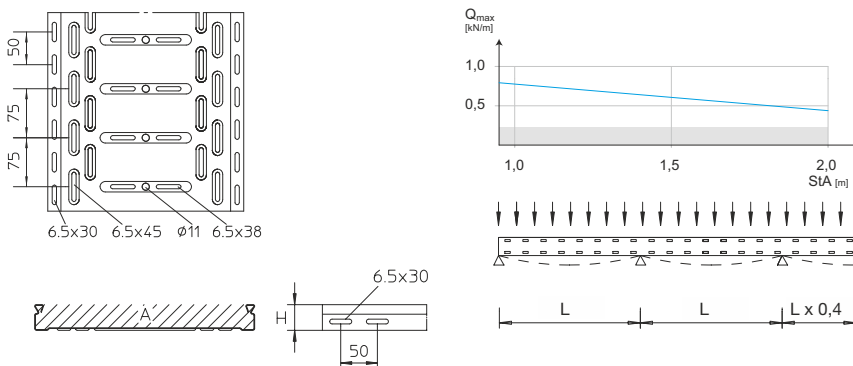 50
75
75
6.5x30
6.5x45
ø11
6.5x38
A
H
6.5x30
50
Qmax
[kN/m]
1,0
0,5
1,0
1,5
2,0
StA [m]
L
L
L x 0,4